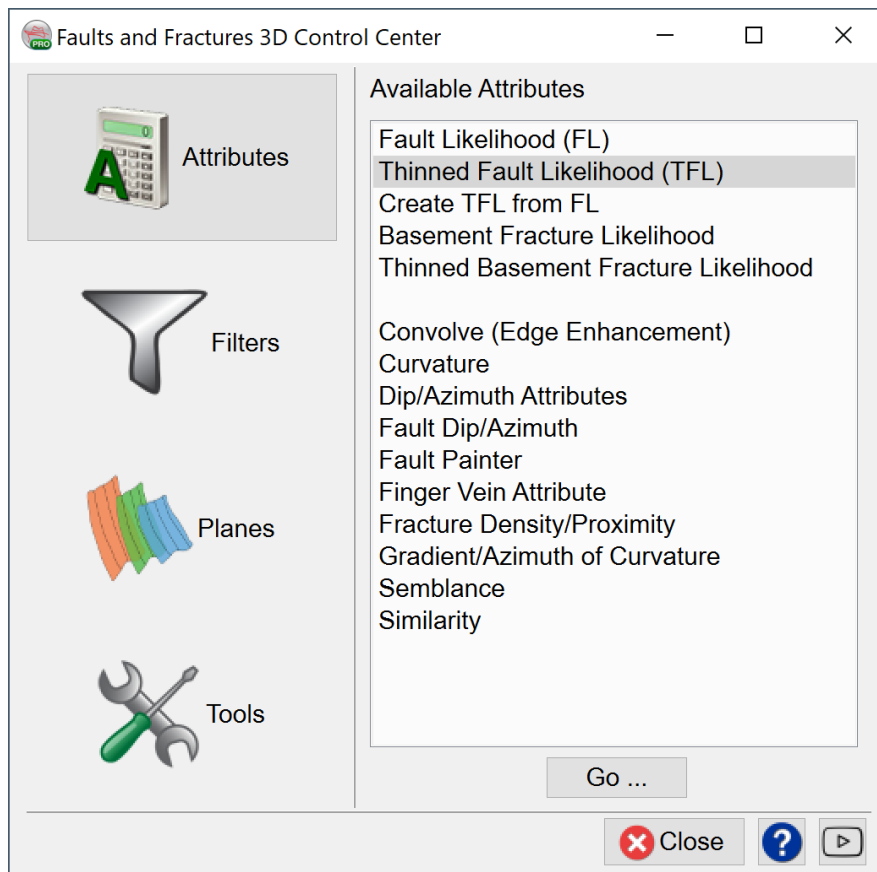 PRO
Faults and Fractures 3D Control Center
Attributes
Filters
Planes
Tools
Available Attributes
Fault Likelihood (FL)
Thinned Fault Likelihood (TFL)
Create TFL from FL
Basement Fracture Likelihood
Thinned Basement Fracture Likelihood
Convolve (Edge Enhancement)
Curvature
Dip/Azimuth Attributes
Fault Dip/Azimuth
Fault Painter
Finger Vein Attribute
Fracture Density/Proximity
Gradient/Azimuth of Curvature
Semblance
Similarity
Go ...
Close
?